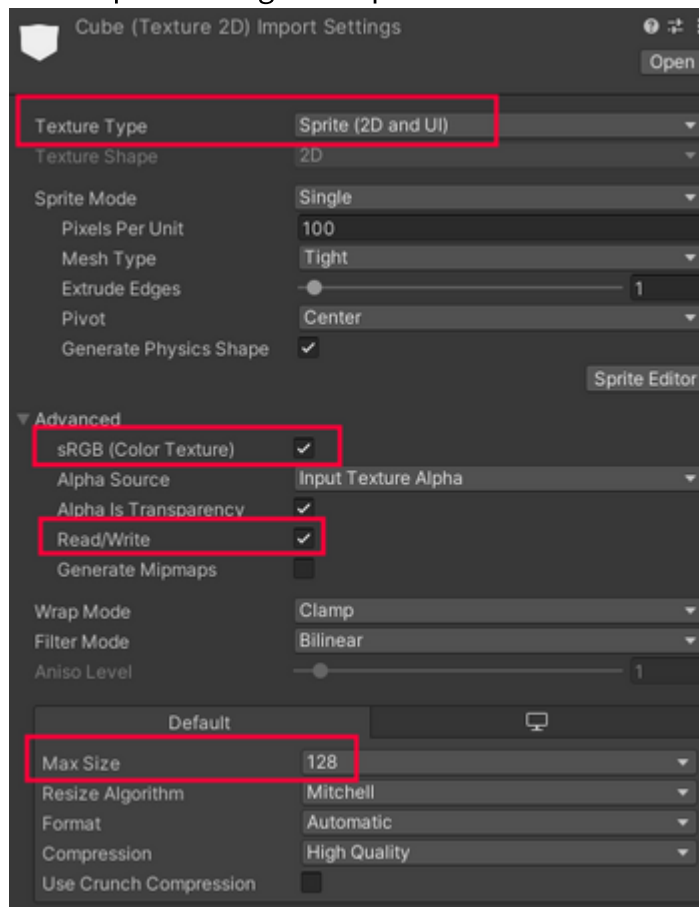 Cube (Texture 2D) Import Settings
Open
Texture Type Sprite (2D and UI)
Texture Shape 2D
Sprite Mode Single
Pixels Per Unit 100
Mesh Type Tight
Extrude Edges 1
Pivot Center
Generate Physics Shape
Sprite Editor
Advanced
sRGB (Color Texture)
Alpha Source Input Texture Alpha
Alpha Is Transparency
Read/Write
Generate Mipmaps
Wrap Mode Clamp
Filter Mode Bilinear
Aniso Level 1
Default
Max Size 128
Resize Algorithm Mitchell
Format Automatic
Compression High Quality
Use Crunch Compression